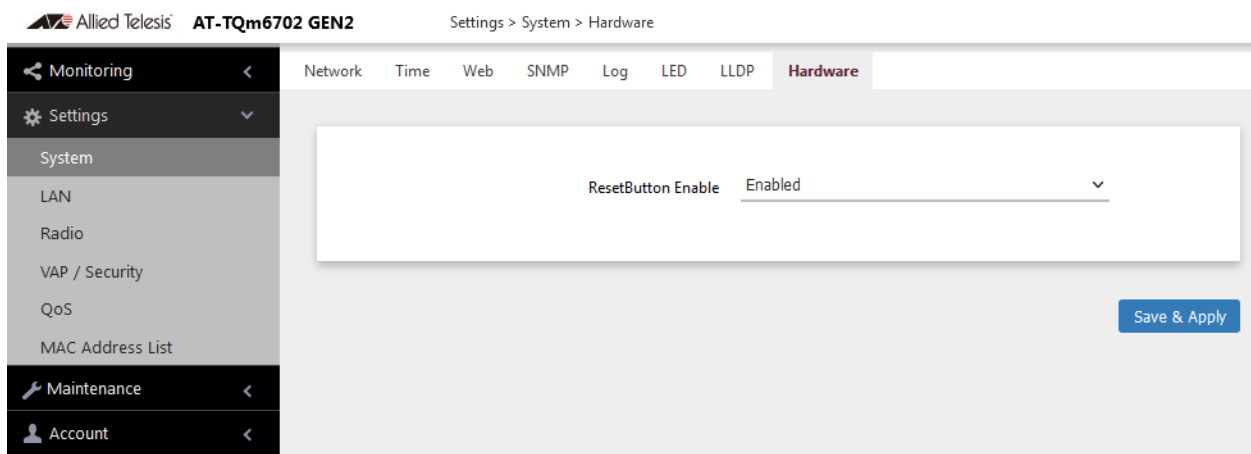 Allied Telesis AT-TQm6702 GEN2 Settings > System > Hardware
Monitoring
Network Time Web SNMP Log LED LLDP Hardware
Settings
System
LAN
Radio
VAP / Security
QoS
MAC Address List
Maintenance
Account
ResetButton Enable Enabled
Save & Apply